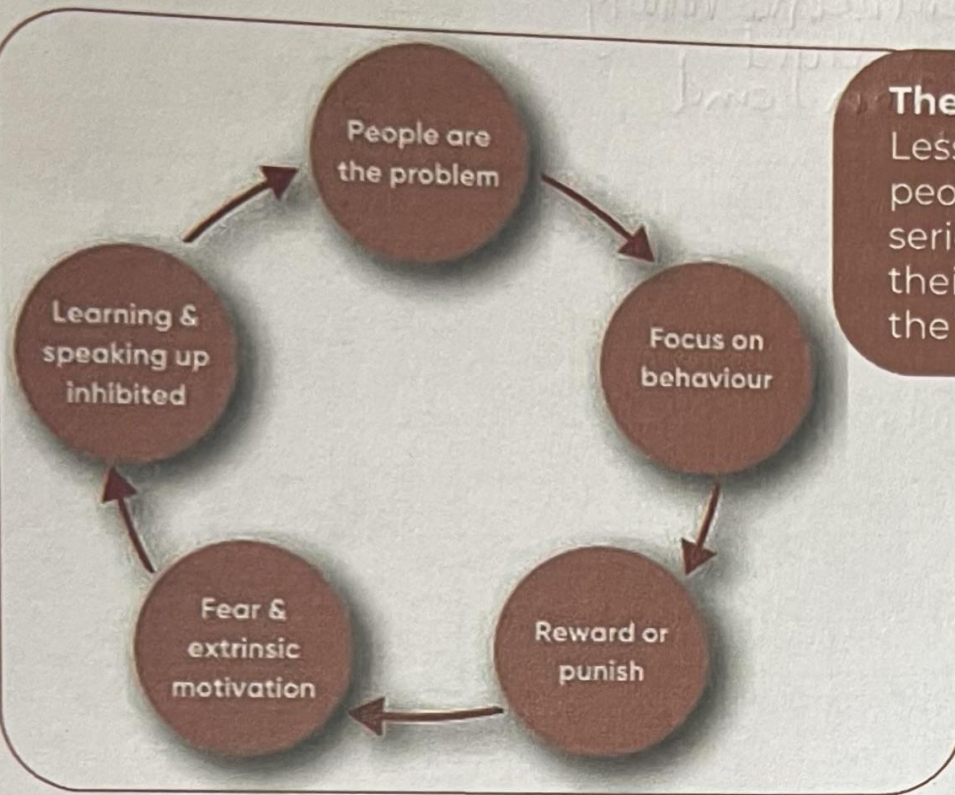 People are
the problem
Focus on
behaviour
Reward or
punish
Fear &
extrinsic
motivation
Learning &
speaking up
inhibited
The
Less
peo
seri
thei
the